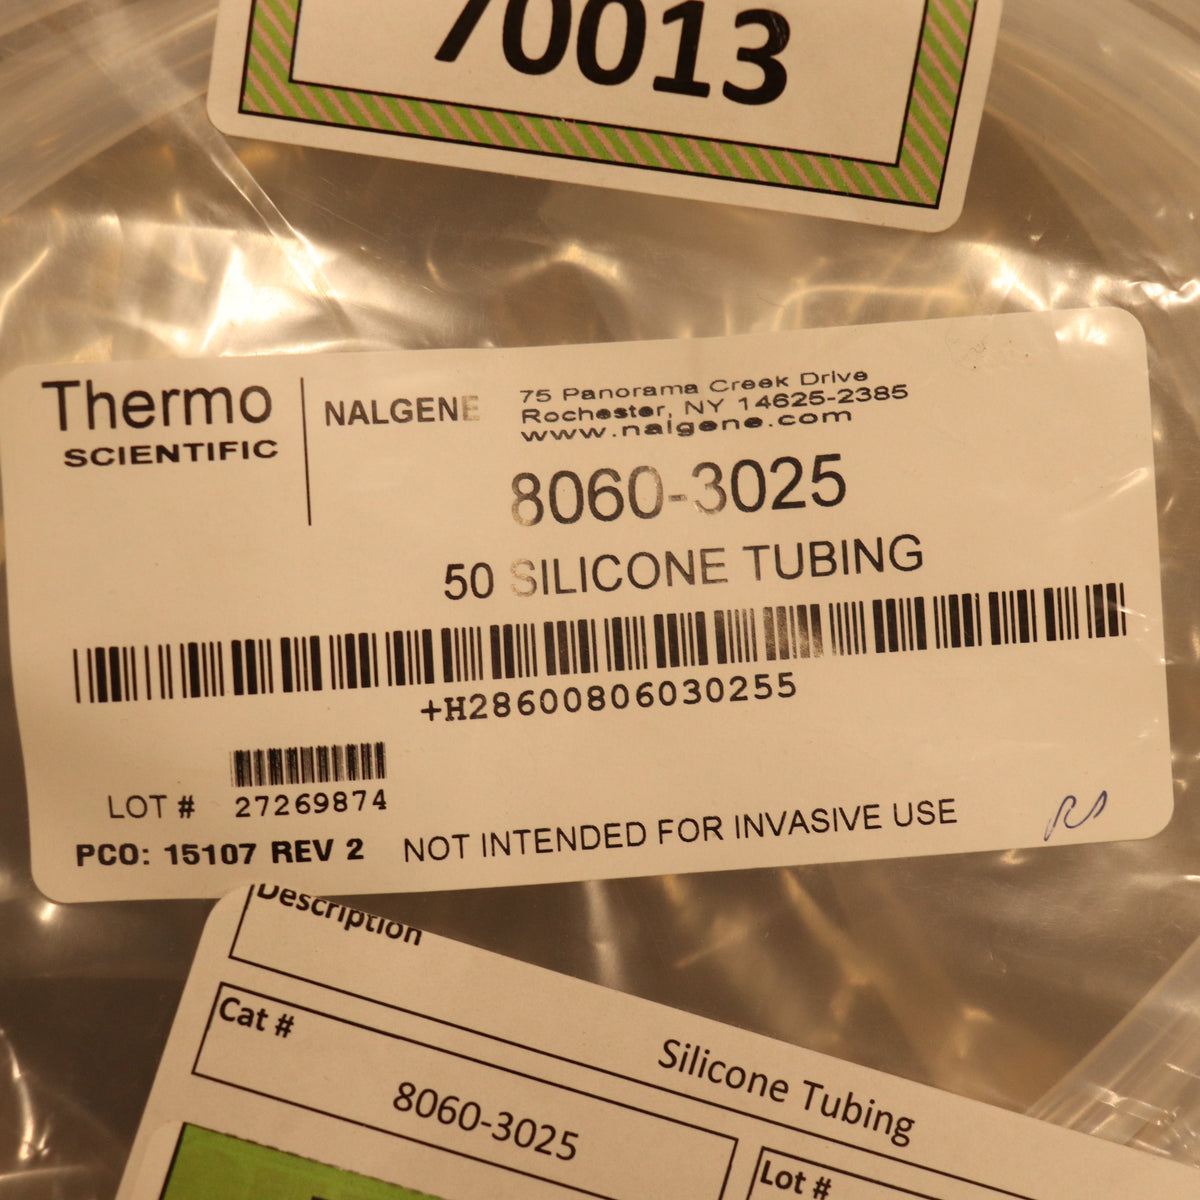 70013
Thermo
SCIENTIFIC
NALGENE
75 Panorama Creek Drive
Rochester, NY 14625-2385
www.nalgene.com
8060-3025
50 SILICONE TUBING
+H28600806030255
LOT # 27269874
PCO: 15107 REV 2 NOT INTENDED FOR INVASIVE USE
Description
Silicone Tubing
Cat #
8060-3025
Lot #